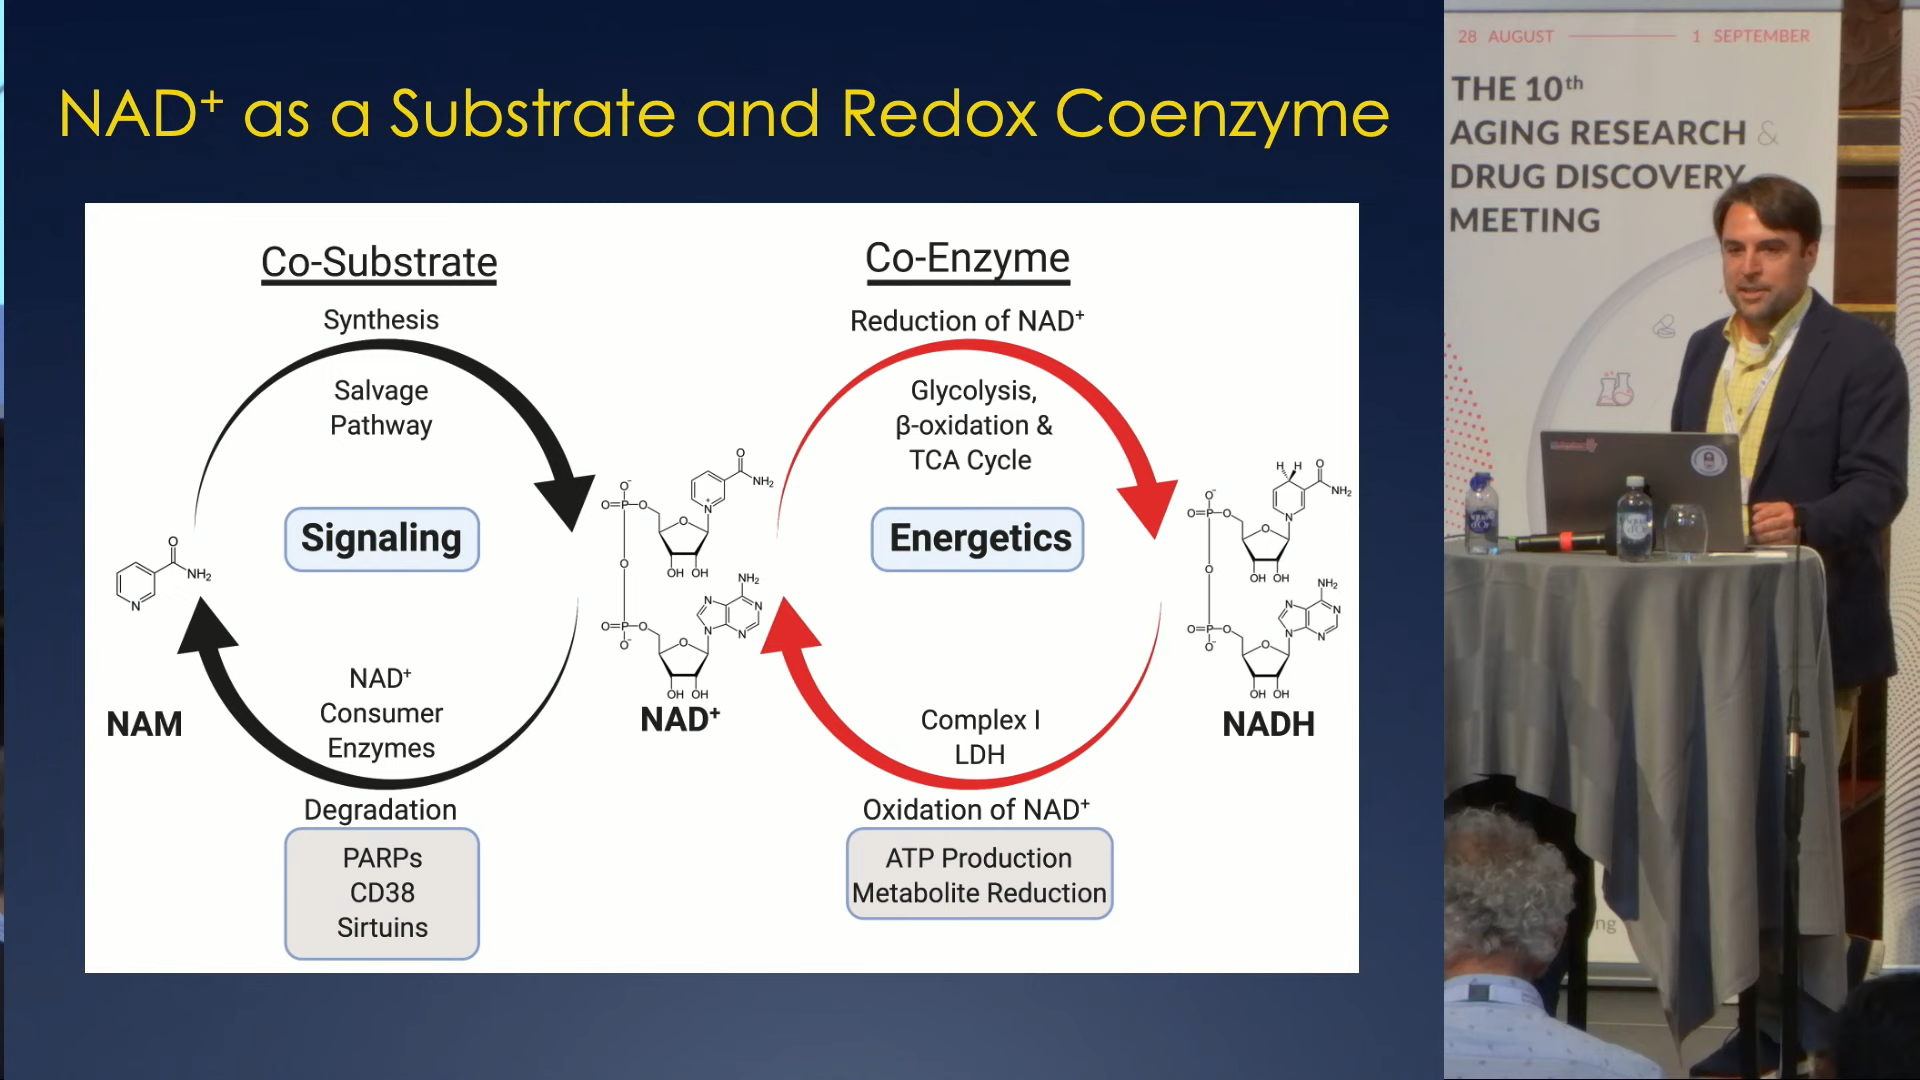 NAD⁺ as a Substrate and Redox Coenzyme
Co-Substrate
Synthesis
Salvage
Pathway
Signaling
NAD⁺
Consumer
Enzymes
Degradation
PARPs
CD38
Sirtuins
NAM
O
NH₂
N
Co-Enzyme
Reduction of NAD⁺
Glycolysis,
β-oxidation &
TCA Cycle
Energetics
Complex I
LDH
Oxidation of NAD⁺
ATP Production
Metabolite Reduction
NAD⁺
NADH
28 AUGUST
1 SEPTEMBER
THE 10th
AGING RESEARCH &
DRUG DISCOVERY
MEETING
ng